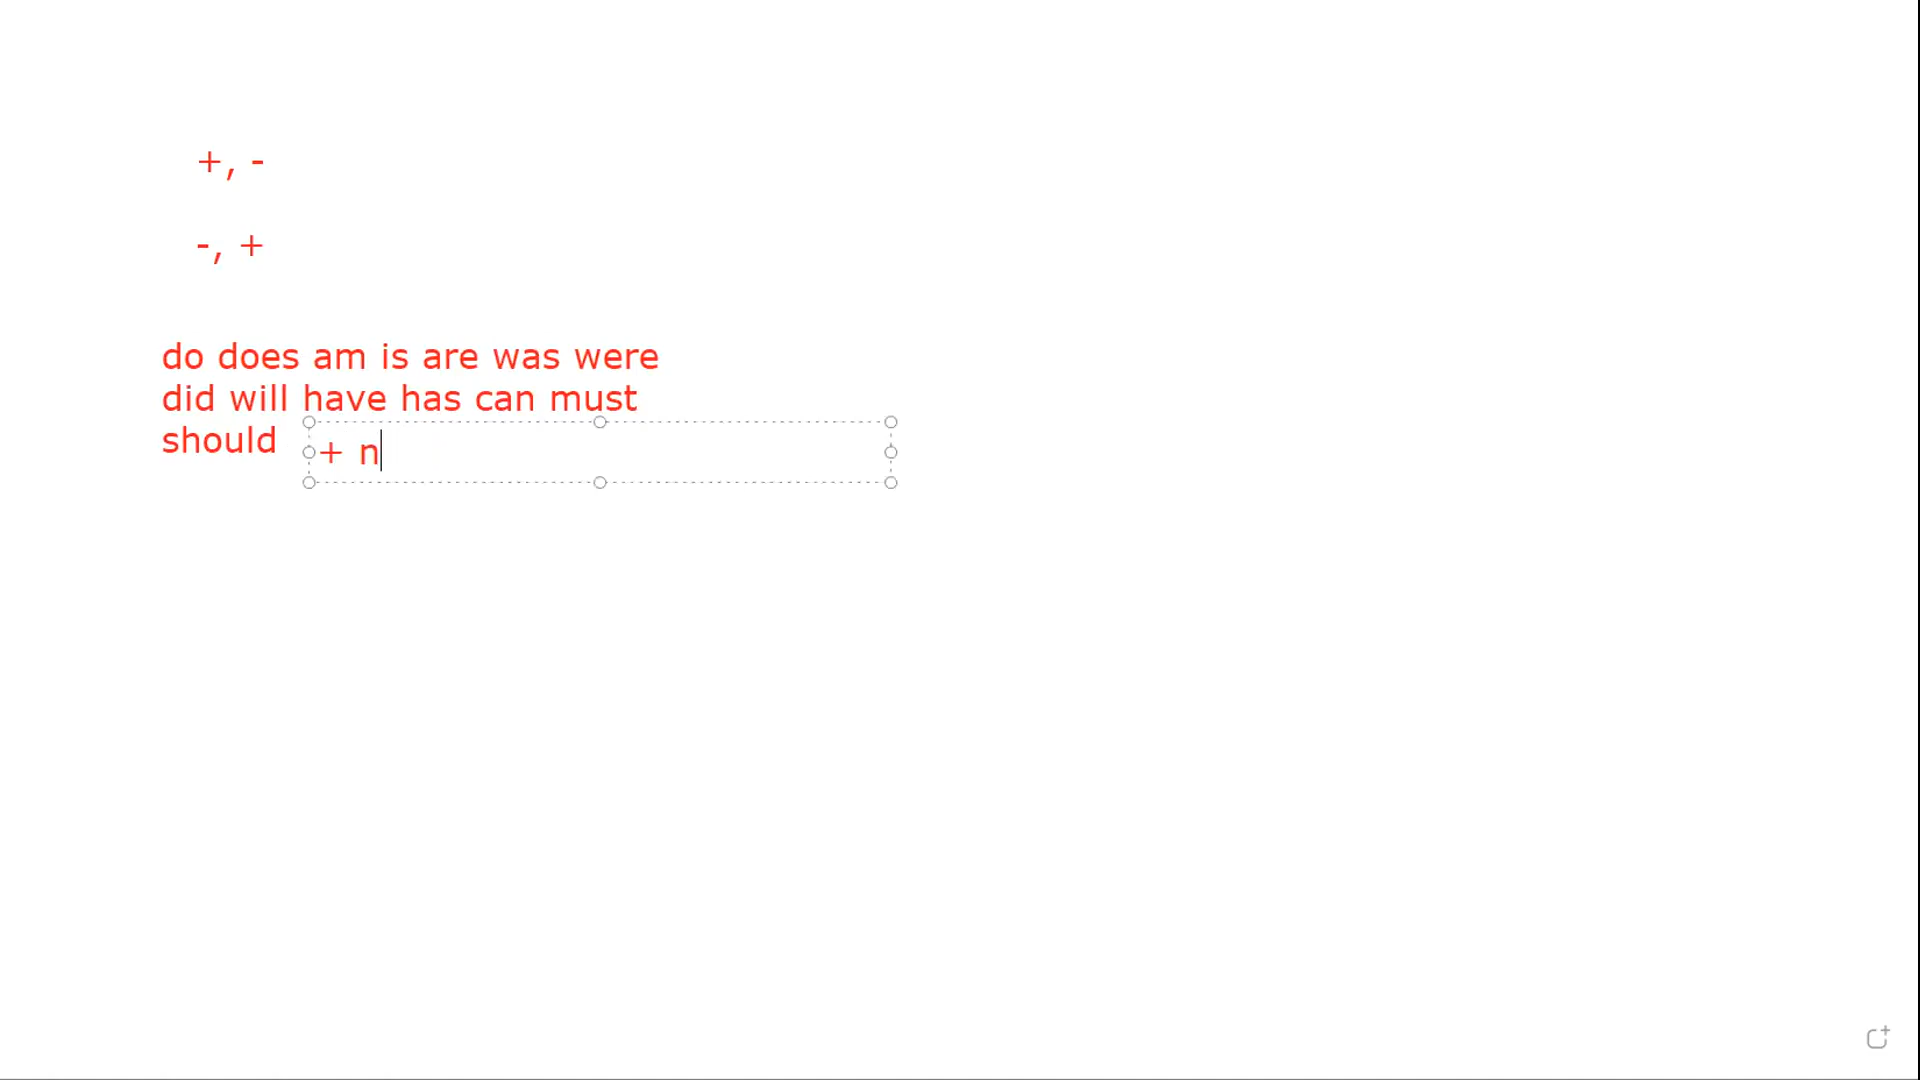 +, -
-, +
do does am is are was were
did will have has can must
should
+ n